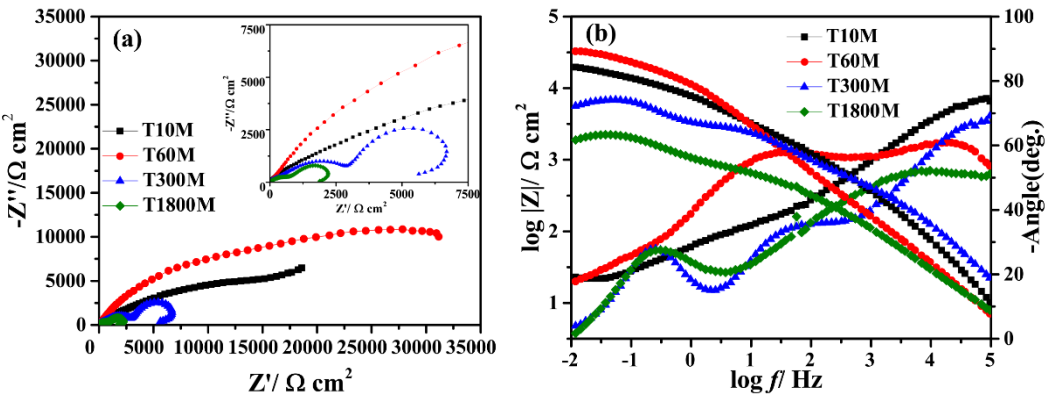 (a)
35000
30000
25000
20000
15000
10000
5000
0
-Z''/Ω cm²
T10M
T60M
T300M
T1800M
0 5000 10000 15000 20000 25000 30000 35000
Z'/ Ω cm²
7500
5000
2500
0
-Z''/Ω cm²
0 2500 5000 7500
Z'/ Ω cm²
(b)
5
4
3
2
1
log |Z|/ Ω cm²
T10M
T60M
T300M
T1800M
100
80
60
40
20
0
-Angle(deg.)
-2 -1 0 1 2 3 4 5
log f/ Hz